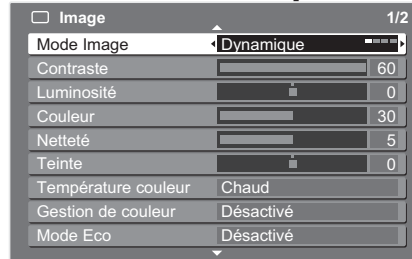 Image 1/2
Mode Image Dynamique
Contraste 60
Luminosité 0
Couleur 30
Netteté 5
Teinte 0
Température couleur Chaud
Gestion de couleur Désactivé
Mode Eco Désactivé